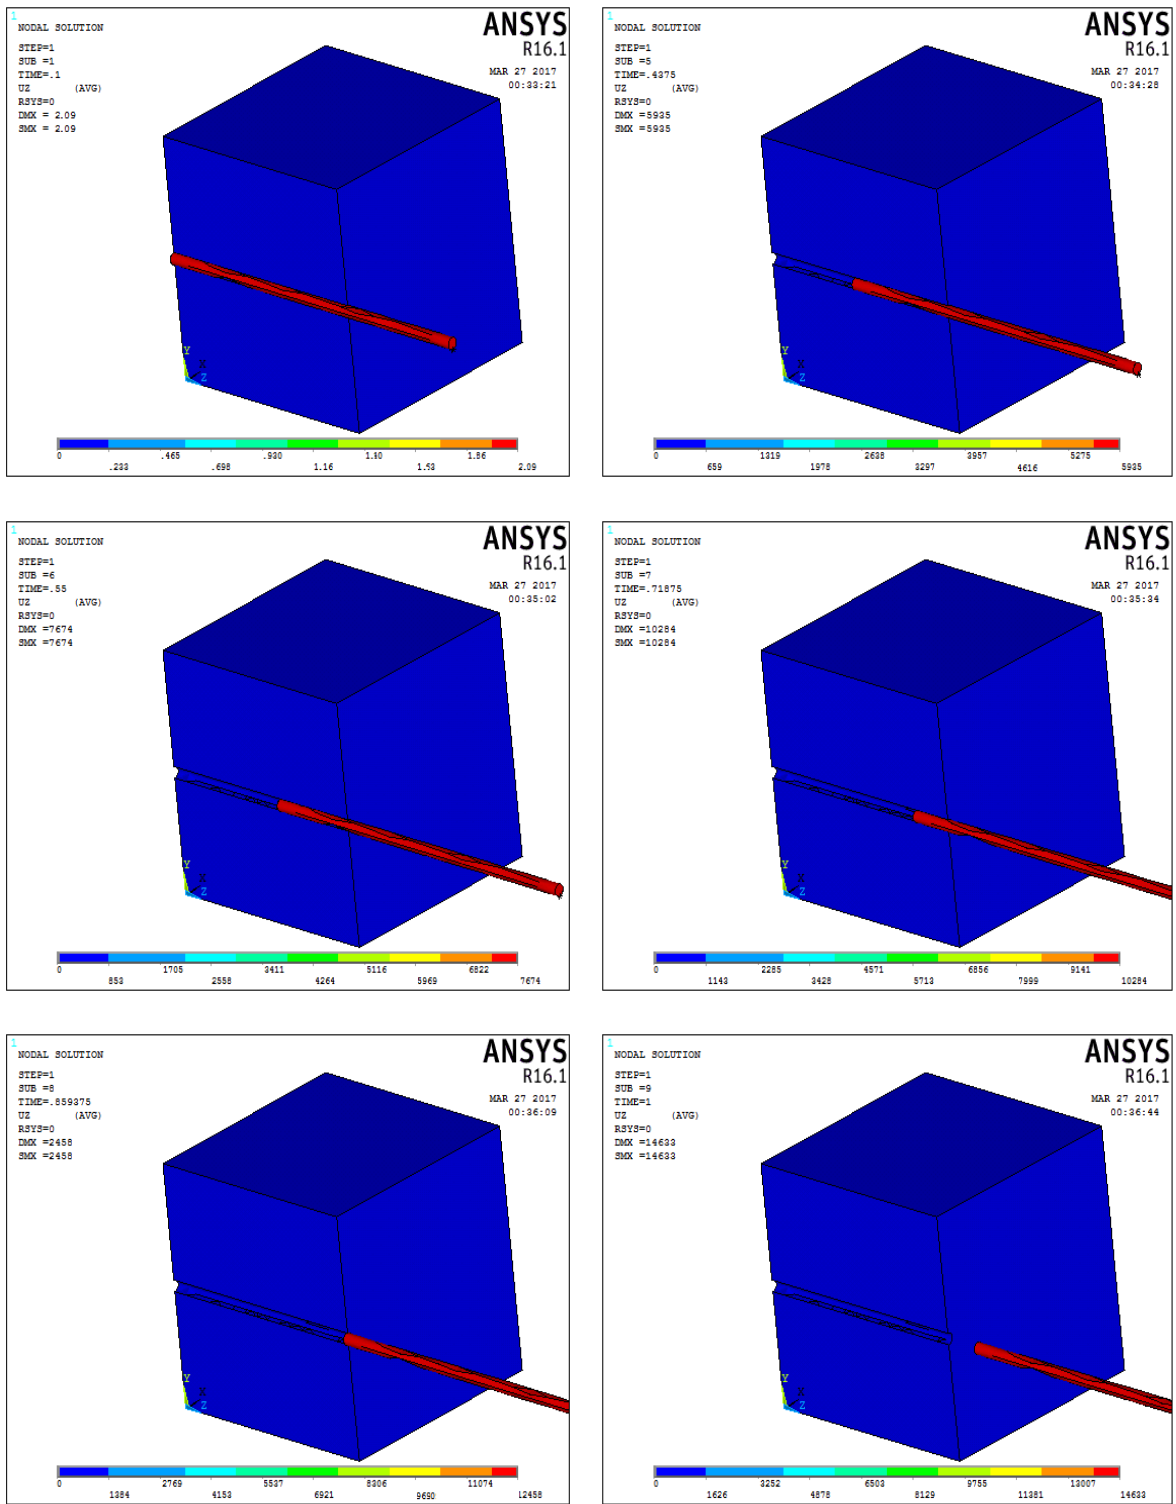 1
NODAL SOLUTION
STEP=1
SUB =1
TIME=.1
UZ (AVG)
RSYS=0
DMX = 2.09
SMX = 2.09
ANSYS
R16.1
MAR 27 2017
00:33:21
Y
X
Z
0 .465 .930 1.40 1.86
.233 .698 1.16 1.63 2.09
1
NODAL SOLUTION
STEP=1
SUB =5
TIME=.4375
UZ (AVG)
RSYS=0
DMX =5935
SMX =5935
ANSYS
R16.1
MAR 27 2017
00:34:28
Y
X
Z
0 1319 2638 3957 5275
659 1978 3297 4616 5935
1
NODAL SOLUTION
STEP=1
SUB =6
TIME=.55
UZ (AVG)
RSYS=0
DMX =7674
SMX =7674
ANSYS
R16.1
MAR 27 2017
00:35:02
Y
X
Z
0 1705 3411 5116 6822
853 2558 4264 5969 7674
1
NODAL SOLUTION
STEP=1
SUB =7
TIME=.71875
UZ (AVG)
RSYS=0
DMX =10284
SMX =10284
ANSYS
R16.1
MAR 27 2017
00:35:34
Y
X
Z
0 2285 4571 6856 9141
1143 3428 5713 7999 10284
1
NODAL SOLUTION
STEP=1
SUB =8
TIME=.859375
UZ (AVG)
RSYS=0
DMX =2458
SMX =2458
ANSYS
R16.1
MAR 27 2017
00:36:09
Y
X
Z
0 2769 5537 8306 11074
1384 4153 6921 9690 12458
1
NODAL SOLUTION
STEP=1
SUB =9
TIME=1
UZ (AVG)
RSYS=0
DMX =14633
SMX =14633
ANSYS
R16.1
MAR 27 2017
00:36:44
Y
X
Z
0 3252 6503 9755 13007
1626 4878 8129 11381 14633